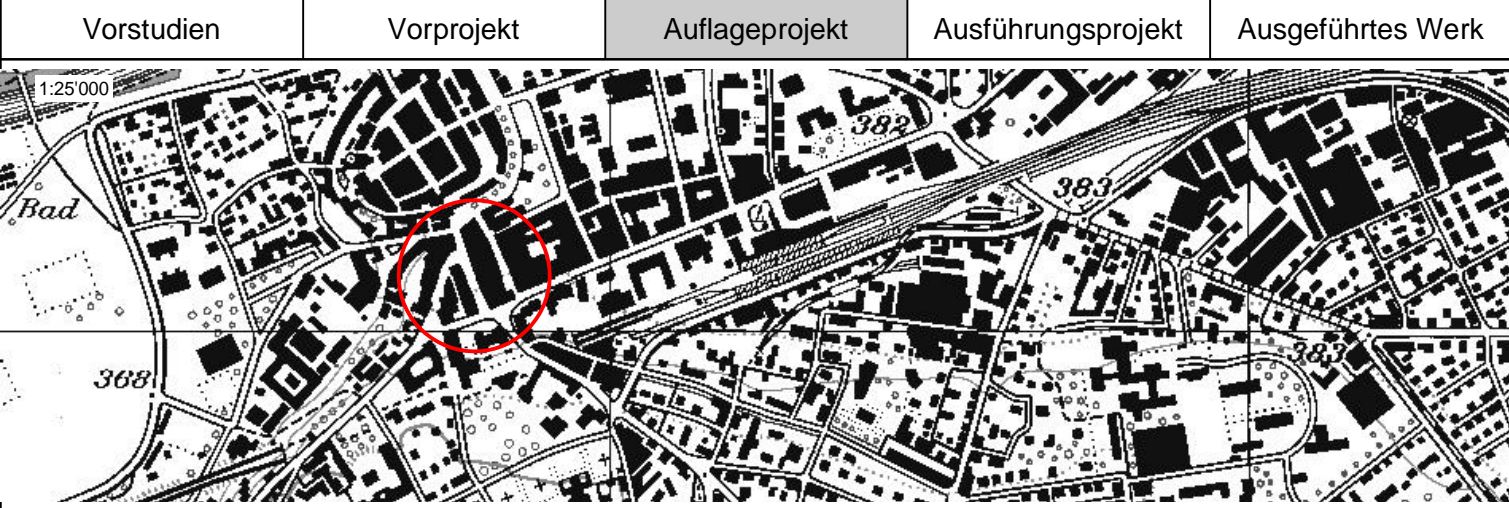 Vorstudien Vorprojekt Auflageprojekt Ausführungsprojekt Ausgeführtes Werk
1:25'000
382
383
Bad
383
368